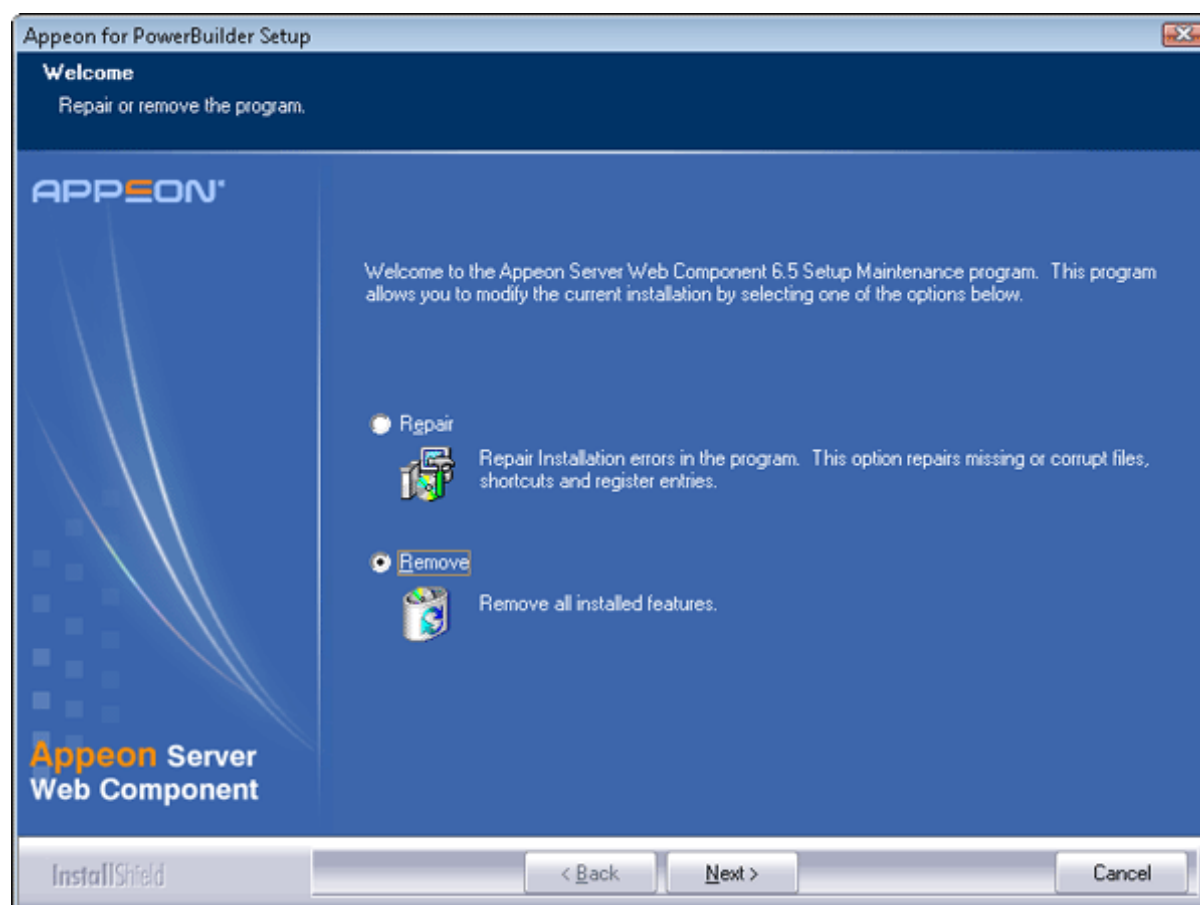 Appeon for PowerBuilder Setup
Welcome
Repair or remove the program.
APPEON
Welcome to the Appeon Server Web Component 6.5 Setup Maintenance program. This program
allows you to modify the current installation by selecting one of the options below.
Repair
Repair Installation errors in the program. This option repairs missing or corrupt files,
shortcuts and register entries.
Remove
Remove all installed features.
Appeon Server
Web Component
InstallShield
< Back
Next >
Cancel